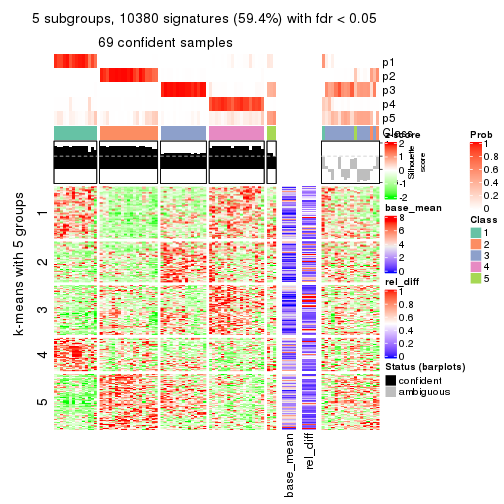 5 subgroups, 10380 signatures (59.4%) with fdr < 0.05
69 confident samples
p1
p2
p3
p4
p5
Class
z-score
2
1
0
-1
-2
Silhouette
score
base_mean
8
6
4
2
0
rel_diff
1
0.8
0.6
0.4
0.2
0
Status (barplots)
confident
ambiguous
Prob
1
0.8
0.6
0.4
0.2
0
Class
1
2
3
4
5
k-means with 5 groups
1
2
3
4
5
base_mean
rel_diff